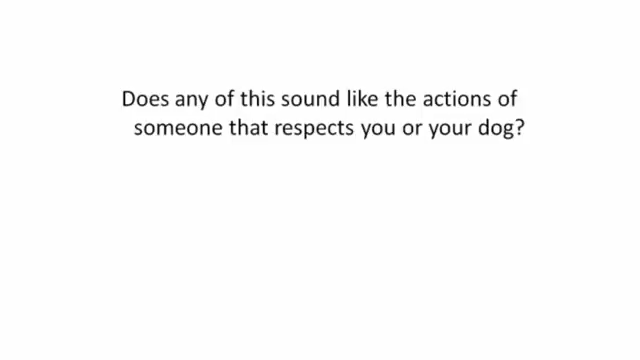 Does any of this sound like the actions of
someone that respects you or your dog?